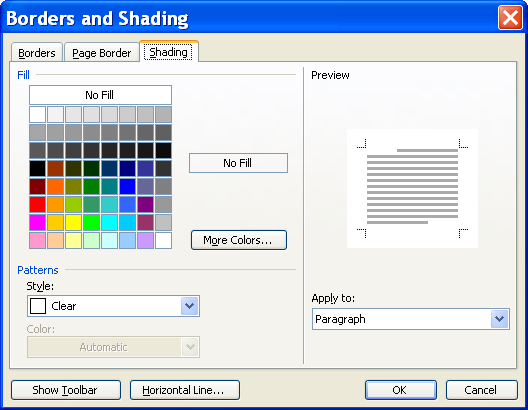 Borders and Shading
Borders
Page Border
Shading
Fill
No Fill
No Fill
More Colors...
Patterns
Style:
Clear
Color:
Automatic
Preview
Apply to:
Paragraph
Show Toolbar
Horizontal Line...
OK
Cancel